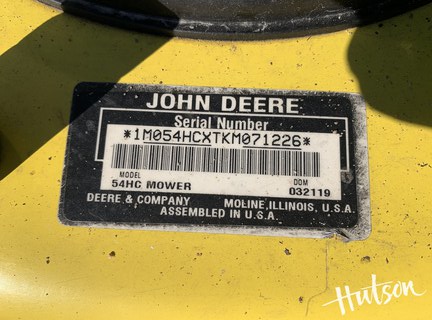 JOHN DEERE
Serial Number
*1M054HCXTKM071226*
MODEL DOM
54HC MOWER 032119
DEERE & COMPANY MOLINE, ILLINOIS, U.S.A.
ASSEMBLED IN U.S.A.
Hutson